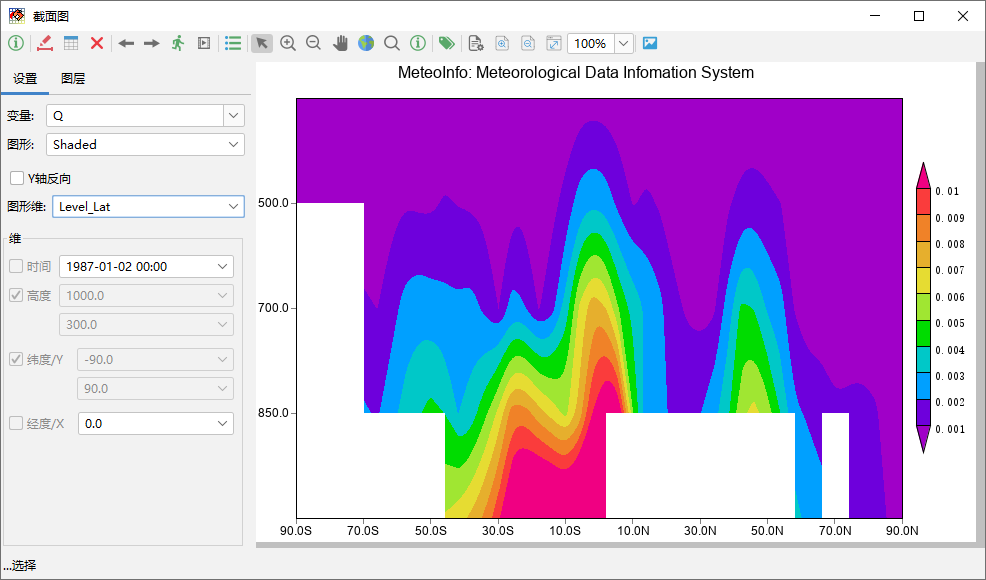 截面图
100%
设置 图层
变量: Q
图形: Shaded
Y轴反向
图形维: Level_Lat
维
时间 1987-01-02 00:00
高度 1000.0
300.0
纬度/Y -90.0
90.0
经度/X 0.0
MeteoInfo: Meteorological Data Infomation System
500.0
700.0
850.0
90.0S 70.0S 50.0S 30.0S 10.0S 10.0N 30.0N 50.0N 70.0N 90.0N
0.01
0.009
0.008
0.007
0.006
0.005
0.004
0.003
0.002
0.001
...选择